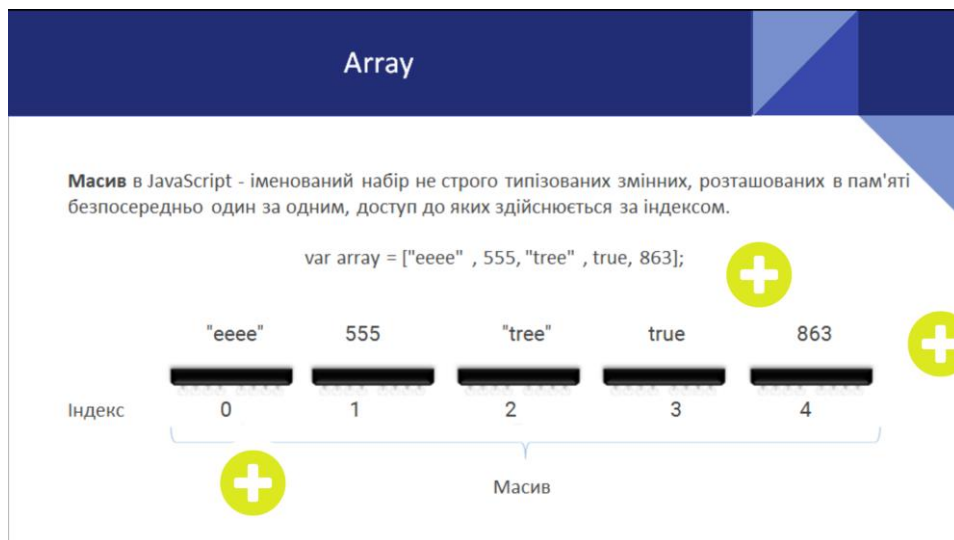 Array
Масив в JavaScript - іменований набір не строго типізованих змінних, розташованих в пам'яті
безпосередньо один за одним, доступ до яких здійснюється за індексом.
var array = ["eeee" , 555, "tree" , true, 863];
"eeee" 555 "tree" true 863
Індекс 0 1 2 3 4
Масив